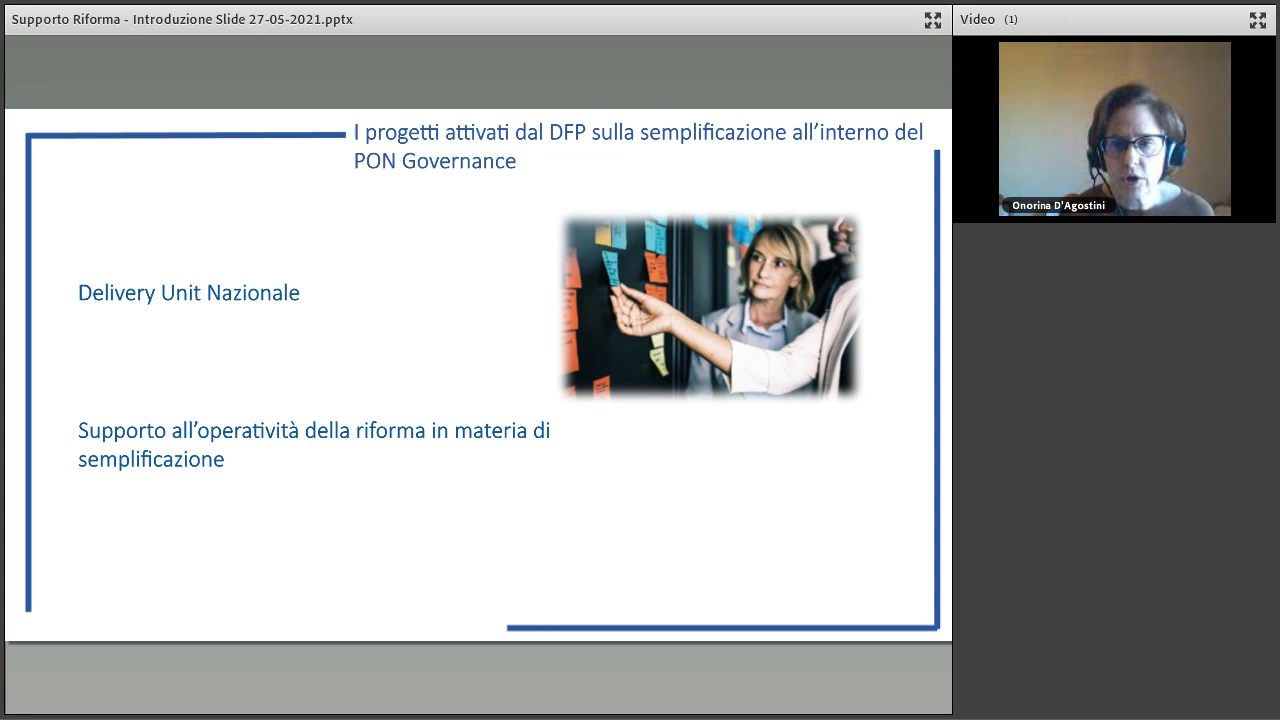 Supporto Riforma - Introduzione Slide 27-05-2021.pptx
Video (1)
Onorina D'Agostini
I progetti attivati dal DFP sulla semplificazione all’interno del
PON Governance
Delivery Unit Nazionale
Supporto all’operatività della riforma in materia di
semplificazione